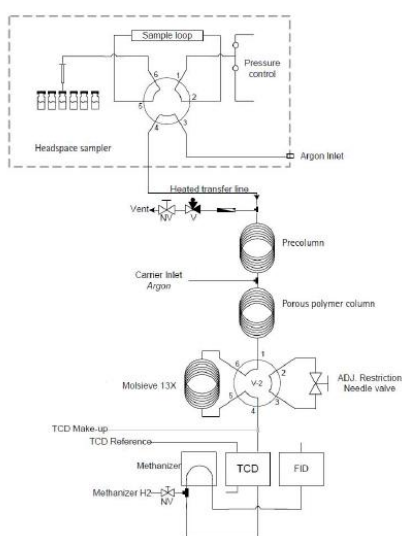 Sample loop
6
1
Pressure
control
5
2
4
3
Headspace sampler
Argon Inlet
Heated transfer line
Vent
NV
V
Precolumn
Carrier Inlet
Argon
Porous polymer column
1
6
2
V-2
Molsieve 13X
5
3
4
ADJ. Restriction
Needle valve
TCD Make-up
TCD Reference
Methanizer
TCD
FID
Methanizer H2
NV